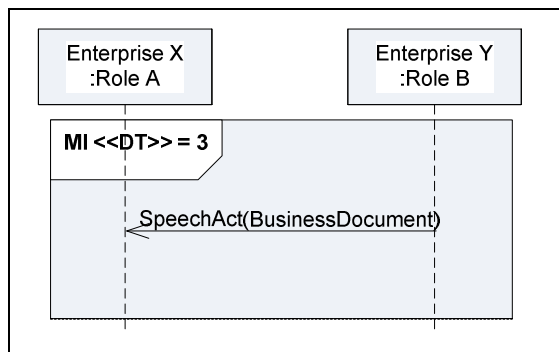 Enterprise X
:Role A
Enterprise Y
:Role B
MI <<DT>> = 3
SpeechAct(BusinessDocument)